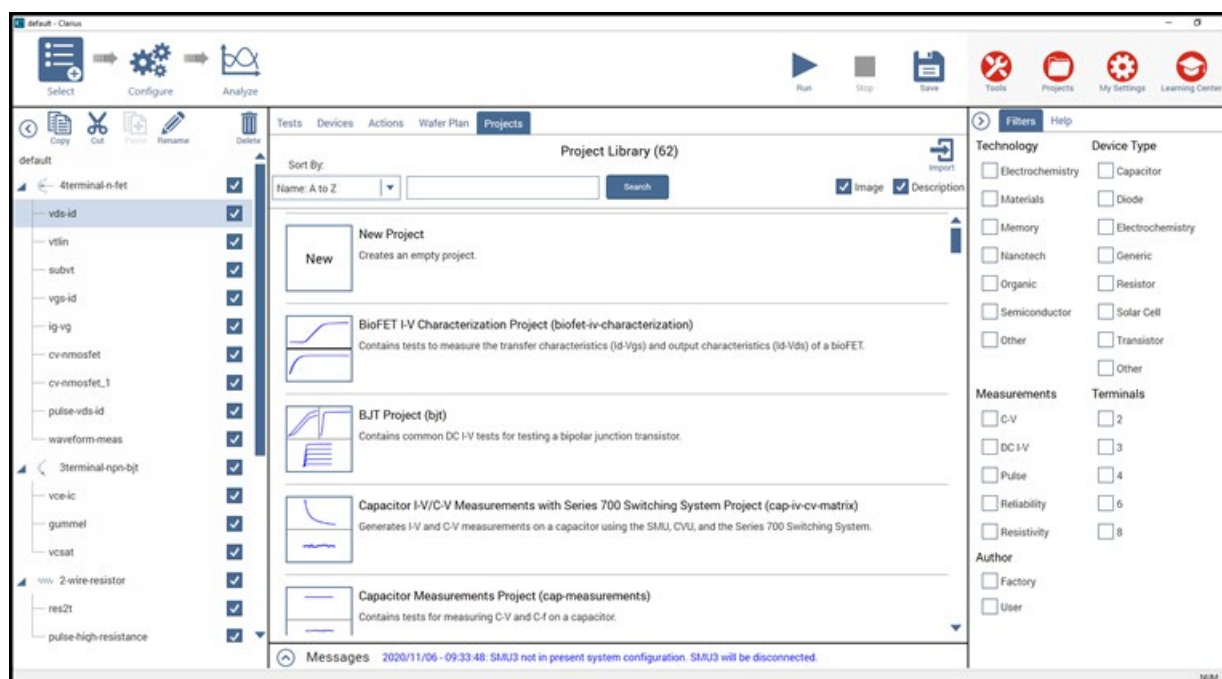 default - Clarius
Select
Configure
Analyze
Run
Stop
Save
Tools
Projects
My Settings
Learning Center
Copy
Cut
Paste
Rename
Delete
default
4terminal-n-fet
vds-id
vtlin
subvt
vgs-id
ig-vg
cv-nmosfet
cv-nmosfet_1
pulse-vds-id
waveform-meas
3terminal-npn-bjt
vce-ic
gummel
vcsat
2-wire-resistor
res2t
pulse-high-resistance
Tests Devices Actions Wafer Plan Projects
Project Library (62)
Import
Sort By:
Name: A to Z
Search
Image
Description
New
New Project
Creates an empty project.
BioFET I-V Characterization Project (biofet-iv-characterization)
Contains tests to measure the transfer characteristics (Id-Vgs) and output characteristics (Id-Vds) of a bioFET.
BJT Project (bjt)
Contains common DC I-V tests for testing a bipolar junction transistor.
Capacitor I-V/C-V Measurements with Series 700 Switching System Project (cap-iv-cv-matrix)
Generates I-V and C-V measurements on a capacitor using the SMU, CVU, and the Series 700 Switching System.
Capacitor Measurements Project (cap-measurements)
Contains tests for measuring C-V and C-f on a capacitor.
Messages 2020/11/06 - 09:33:48: SMU3 not in present system configuration. SMU3 will be disconnected.
Filters Help
Technology
Electrochemistry
Materials
Memory
Nanotech
Organic
Semiconductor
Other
Device Type
Capacitor
Diode
Electrochemistry
Generic
Resistor
Solar Cell
Transistor
Other
Measurements
C-V
DC I-V
Pulse
Reliability
Resistivity
Terminals
2
3
4
6
8
Author
Factory
User
NUM